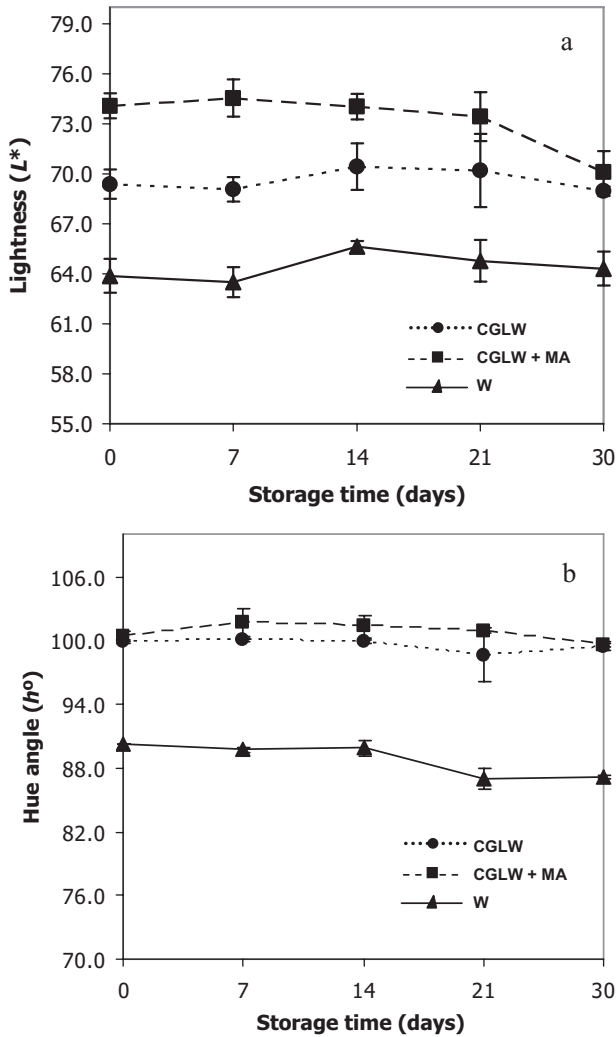 a
79.0
76.0
73.0
70.0
67.0
64.0
61.0
58.0
55.0
Lightness (L*)
CGLW
CGLW + MA
W
0 7 14 21 30
Storage time (days)
b
106.0
100.0
94.0
88.0
82.0
76.0
70.0
Hue angle (hº)
CGLW
CGLW + MA
W
0 7 14 21 30
Storage time (days)